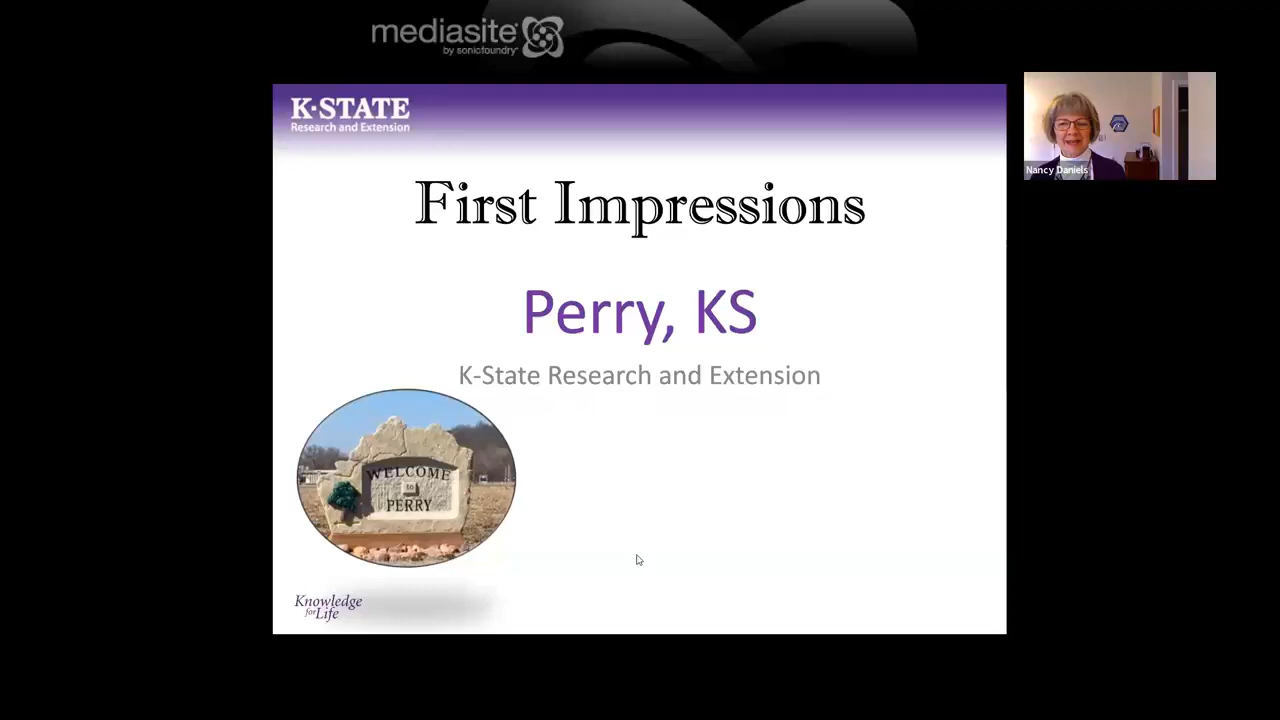 mediasite
by sonicfoundry
K·STATE
Research and Extension
First Impressions
Perry, KS
K-State Research and Extension
WELCOME
to
PERRY
Knowledge
for Life
Nancy Daniels